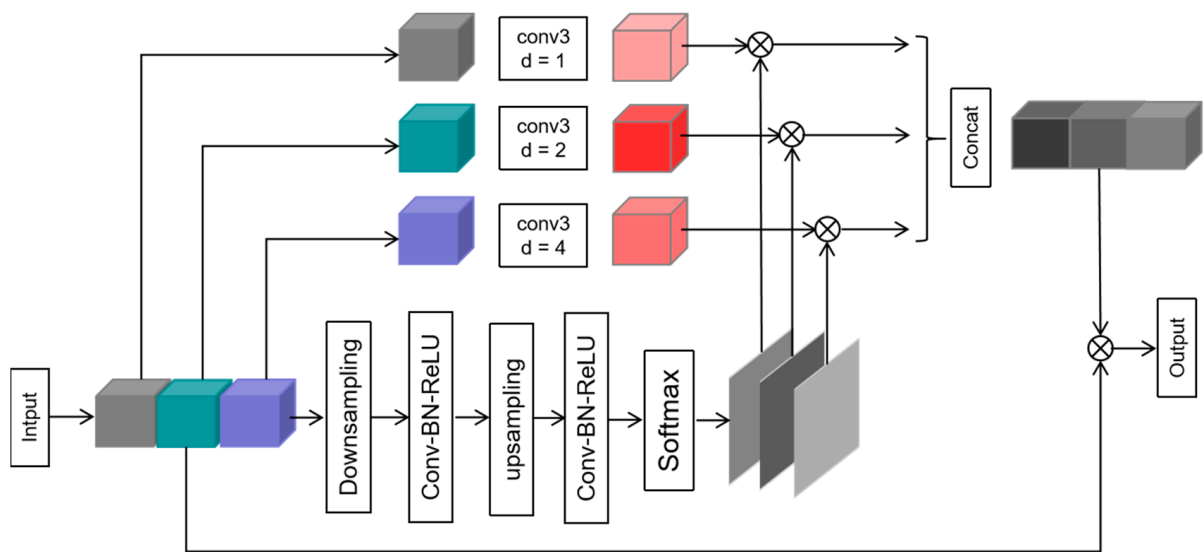 conv3
d = 1
conv3
d = 2
conv3
d = 4
Concat
Intput
Downsampling
Conv-BN-ReLU
upsampling
Conv-BN-ReLU
Softmax
Output